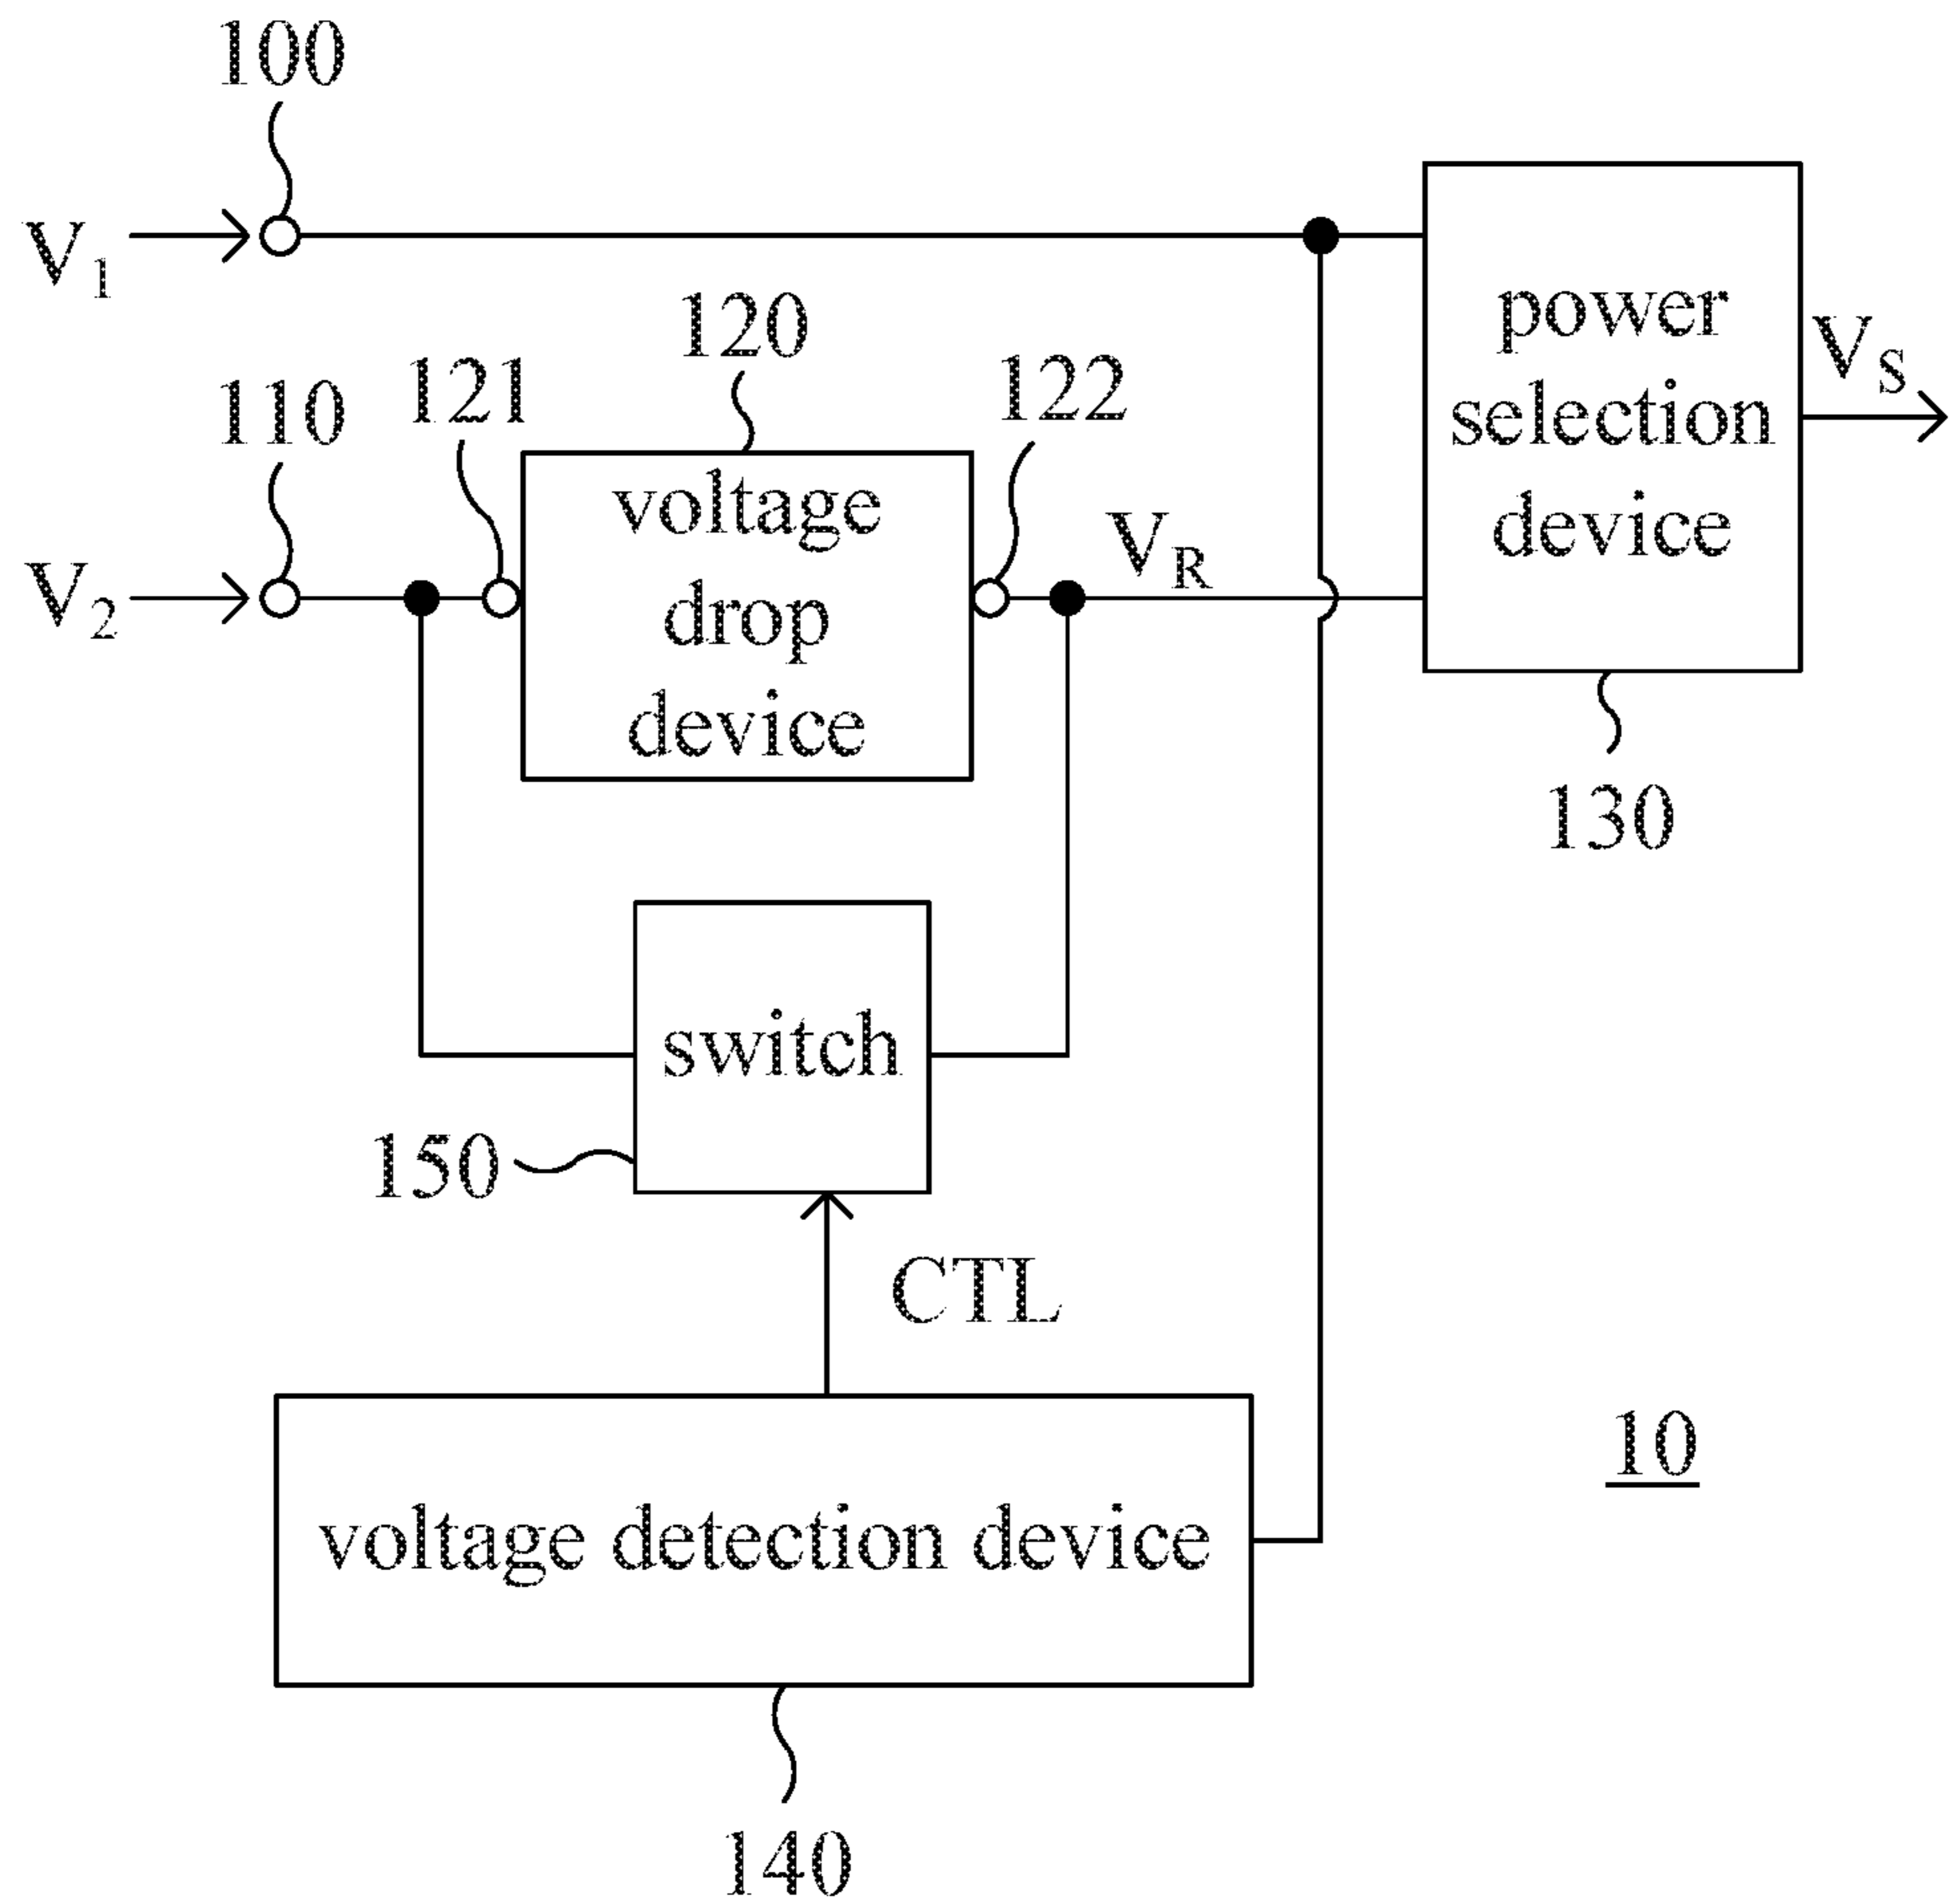 100
V1
120
121
122
110
V2
voltage
drop
device
VR
power
selection
device
VS
130
switch
150
CTL
10
voltage detection device
140